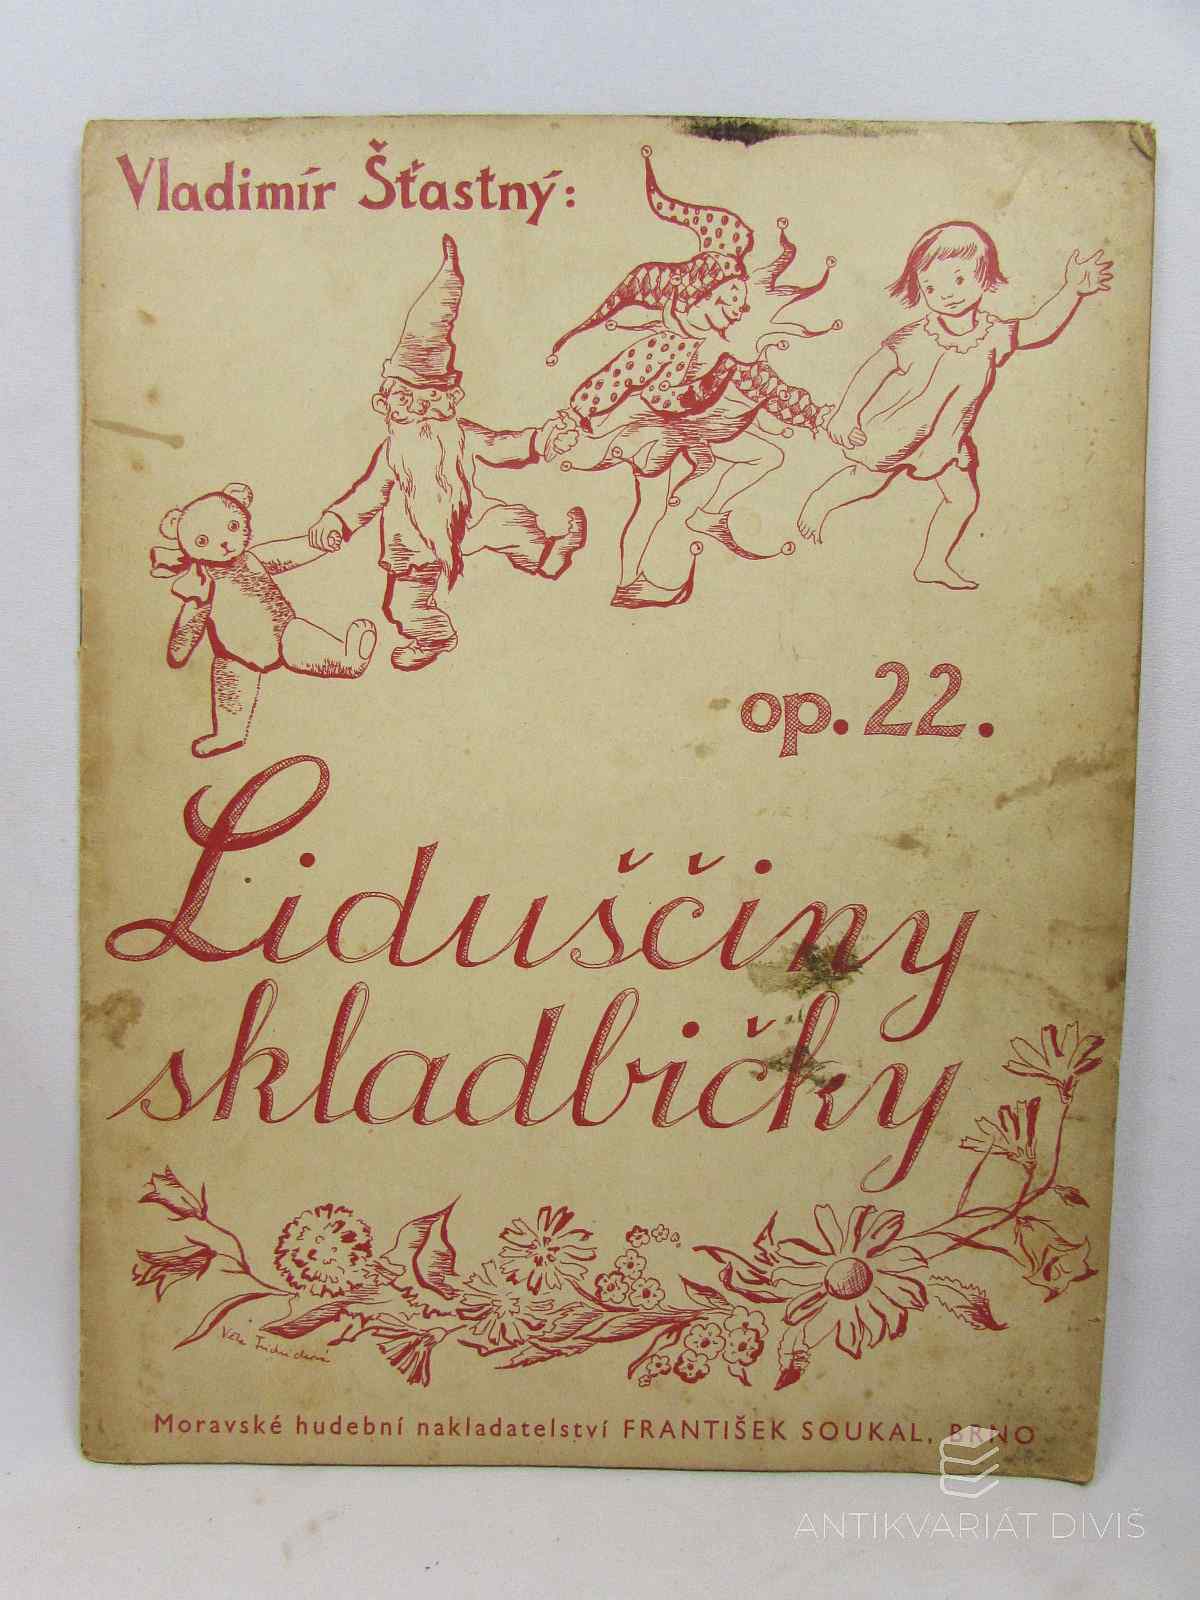 Vladimír Šťastný:
op. 22.
Liduščiny
skladbičky
Moravské hudební nakladatelství FRANTIŠEK SOUKAL, BRNO
ANTIKVARIÁT DIVIŠ